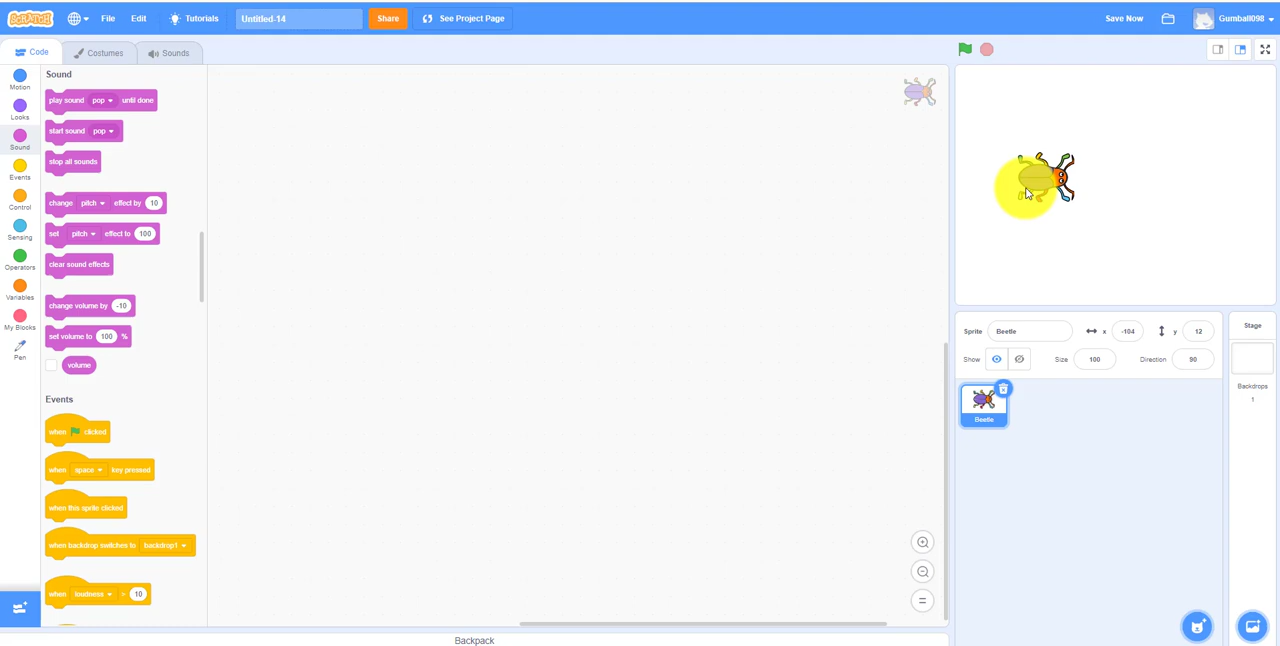 SCRATCH File Edit Tutorials Untitled-14 Share See Project Page Save Now Gumball098
Code Costumes Sounds
Motion
Looks
Sound
Events
Control
Sensing
Operators
Variables
My Blocks
Pen
Sound
play sound pop until done
start sound pop
stop all sounds
change pitch effect by 10
set pitch effect to 100
clear sound effects
change volume by -10
set volume to 100 %
volume
Events
when clicked
when space key pressed
when this sprite clicked
when backdrop switches to backdrop1
when loudness > 10
Backpack
Sprite Beetle x -104 y 12
Show Size 100 Direction 90
Beetle
Stage
Backdrops
1